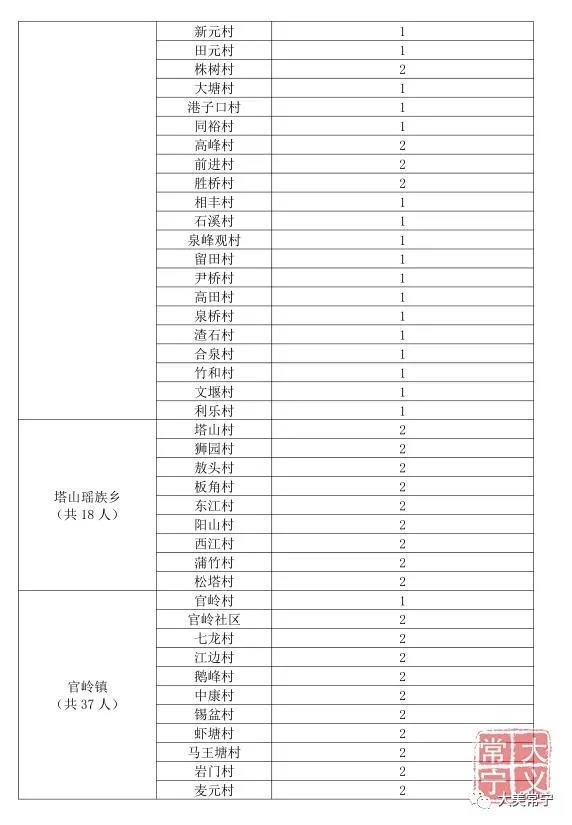 新元村 1
田元村 1
株树村 2
大塘村 1
港子口村 1
同裕村 1
高峰村 2
前进村 2
胜桥村 2
相丰村 1
石溪村 1
泉峰观村 1
留田村 1
尹桥村 1
高田村 1
泉桥村 1
渣石村 1
合泉村 1
竹和村 1
文堰村 1
利乐村 1
塔山瑶族乡
（共 18 人）
塔山村 2
狮园村 2
敖头村 2
板角村 2
东江村 2
阳山村 2
西江村 2
蒲竹村 2
松塔村 2
官岭镇
（共 37 人）
官岭村 1
官岭社区 2
七龙村 2
江边村 2
鹅峰村 2
中康村 2
锡盆村 2
虾塘村 2
马王塘村 2
岩门村 2
麦元村 2
大义
常宁
大美常宁